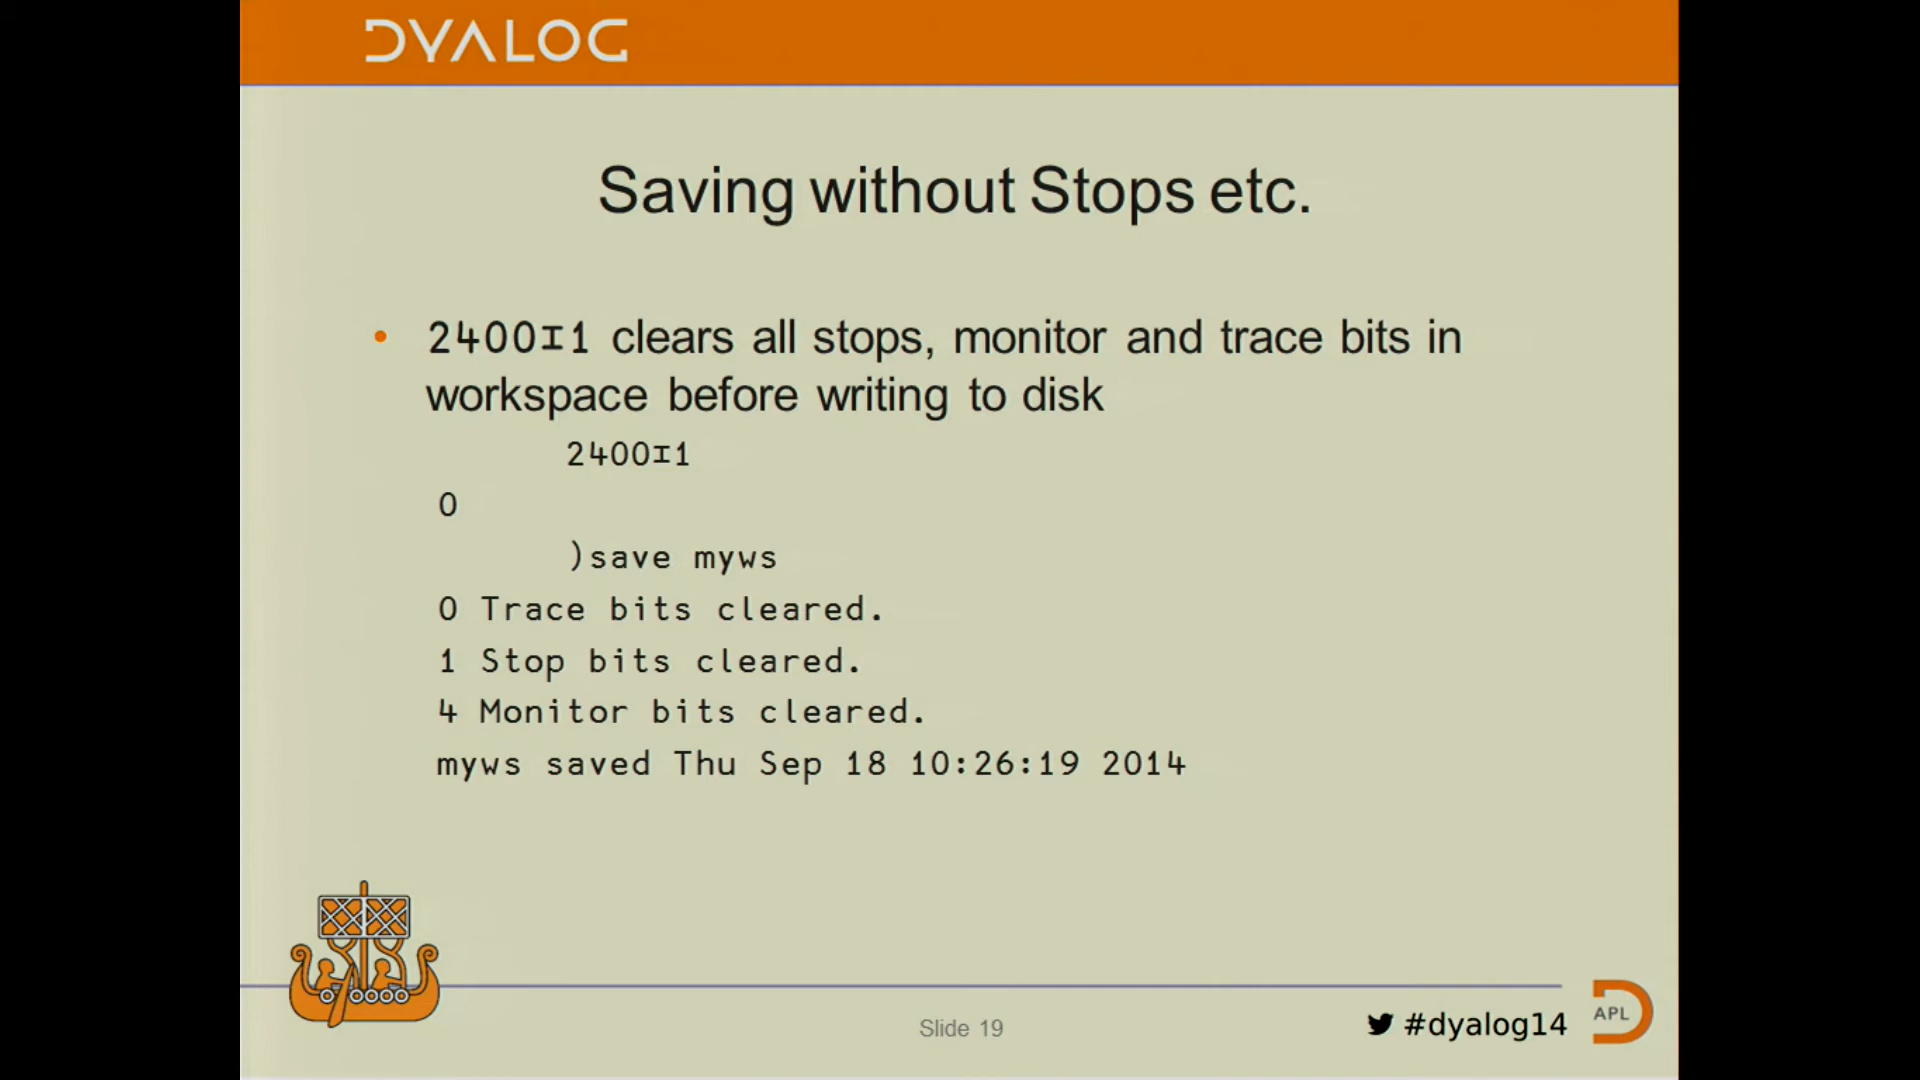 DYALOG
Saving without Stops etc.
• 2400⌶1 clears all stops, monitor and trace bits in
workspace before writing to disk
2400⌶1
0
)save myws
0 Trace bits cleared.
1 Stop bits cleared.
4 Monitor bits cleared.
myws saved Thu Sep 18 10:26:19 2014
Slide 19
#dyalog14
APL